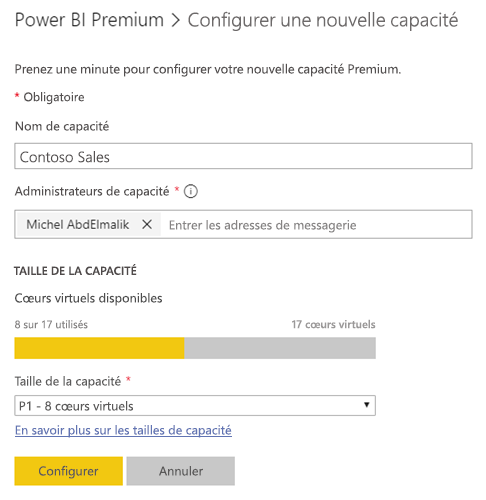 Power BI Premium > Configurer une nouvelle capacité
Prenez une minute pour configurer votre nouvelle capacité Premium.
* Obligatoire
Nom de capacité
Contoso Sales
Administrateurs de capacité * i
Michel AbdElmalik × Entrer les adresses de messagerie
TAILLE DE LA CAPACITÉ
Cœurs virtuels disponibles
8 sur 17 utilisés 17 cœurs virtuels
Taille de la capacité *
P1 - 8 cœurs virtuels
En savoir plus sur les tailles de capacité
Configurer Annuler